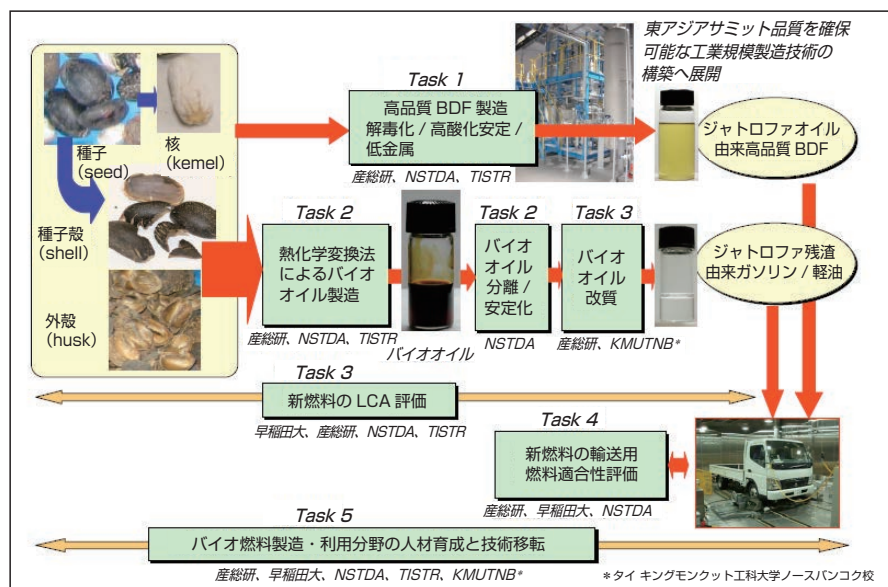 東アジアサミット品質を確保
可能な工業規模製造技術の
構築へ展開
Task 1
高品質 BDF 製造
解毒化 / 高酸化安定 /
低金属
産総研、NSTDA、TISTR
種子
(seed)
核
(kemel)
種子殻
(shell)
外殻
(husk)
ジャトロファオイル
由来高品質 BDF
Task 2
熱化学変換法
によるバイオ
オイル製造
産総研、NSTDA、TISTR
バイオオイル
Task 2
バイオ
オイル
分離 /
安定化
NSTDA
Task 3
バイオ
オイル
改質
産総研、KMUTNB*
ジャトロファ残渣
由来ガソリン / 軽油
Task 3
新燃料の LCA 評価
早稲田大、産総研、NSTDA、TISTR
Task 4
新燃料の輸送用
燃料適合性評価
産総研、早稲田大、NSTDA
Task 5
バイオ燃料製造・利用分野の人材育成と技術移転
産総研、早稲田大、NSTDA、TISTR、KMUTNB*
*タイ キングモンクット工科大学ノースバンコク校